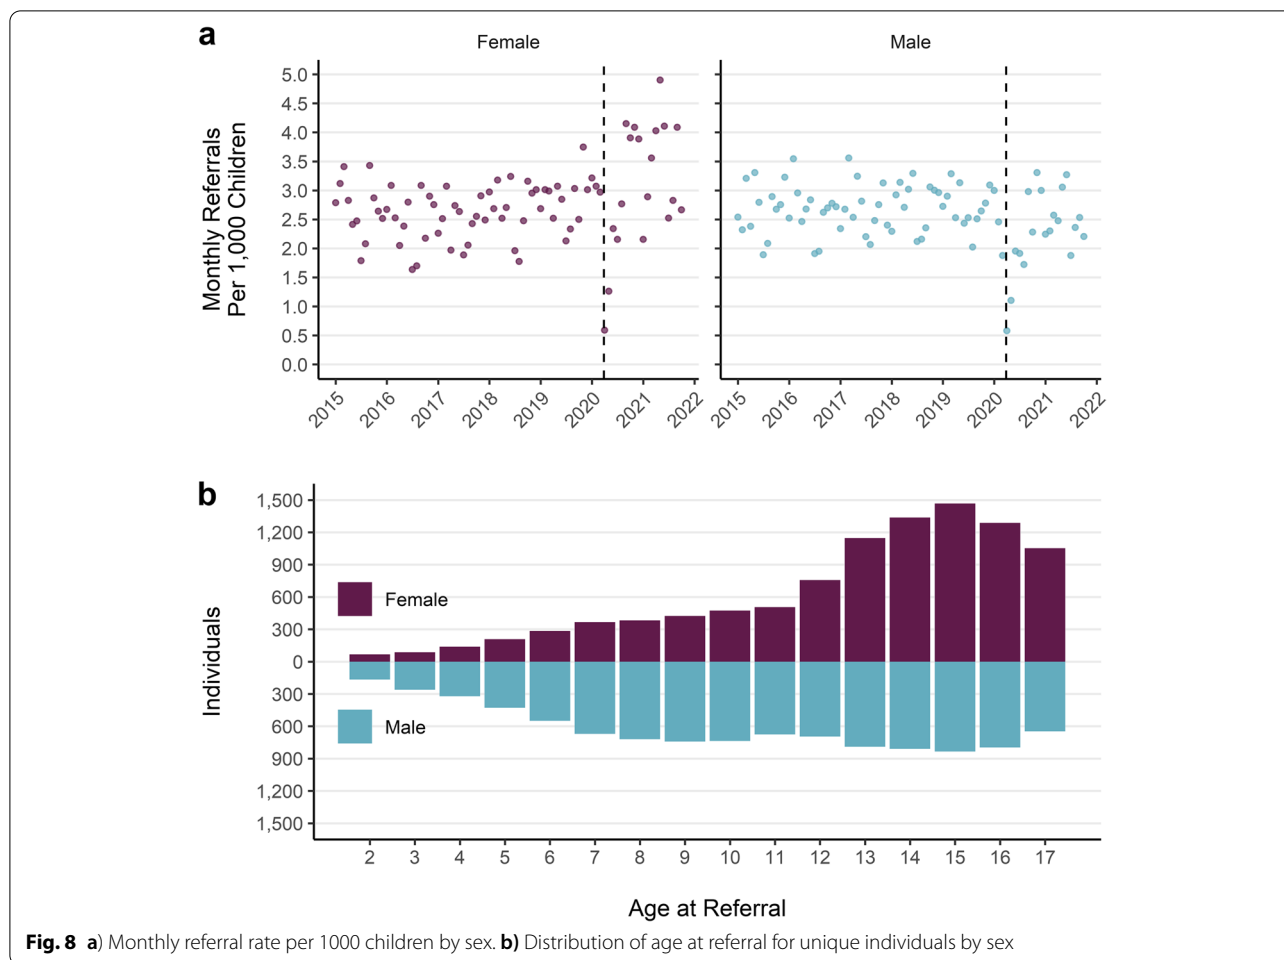 a
Female
Male
Monthly Referrals
Per 1,000 Children
5.0
4.5
4.0
3.5
3.0
2.5
2.0
1.5
1.0
0.5
0.0
2015 2016 2017 2018 2019 2020 2021 2022
2015 2016 2017 2018 2019 2020 2021 2022
b
Individuals
1,500
1,200
900
600
300
0
300
600
900
1,200
1,500
Female
Male
2 3 4 5 6 7 8 9 10 11 12 13 14 15 16 17
Age at Referral
Fig. 8 a) Monthly referral rate per 1000 children by sex. b) Distribution of age at referral for unique individuals by sex